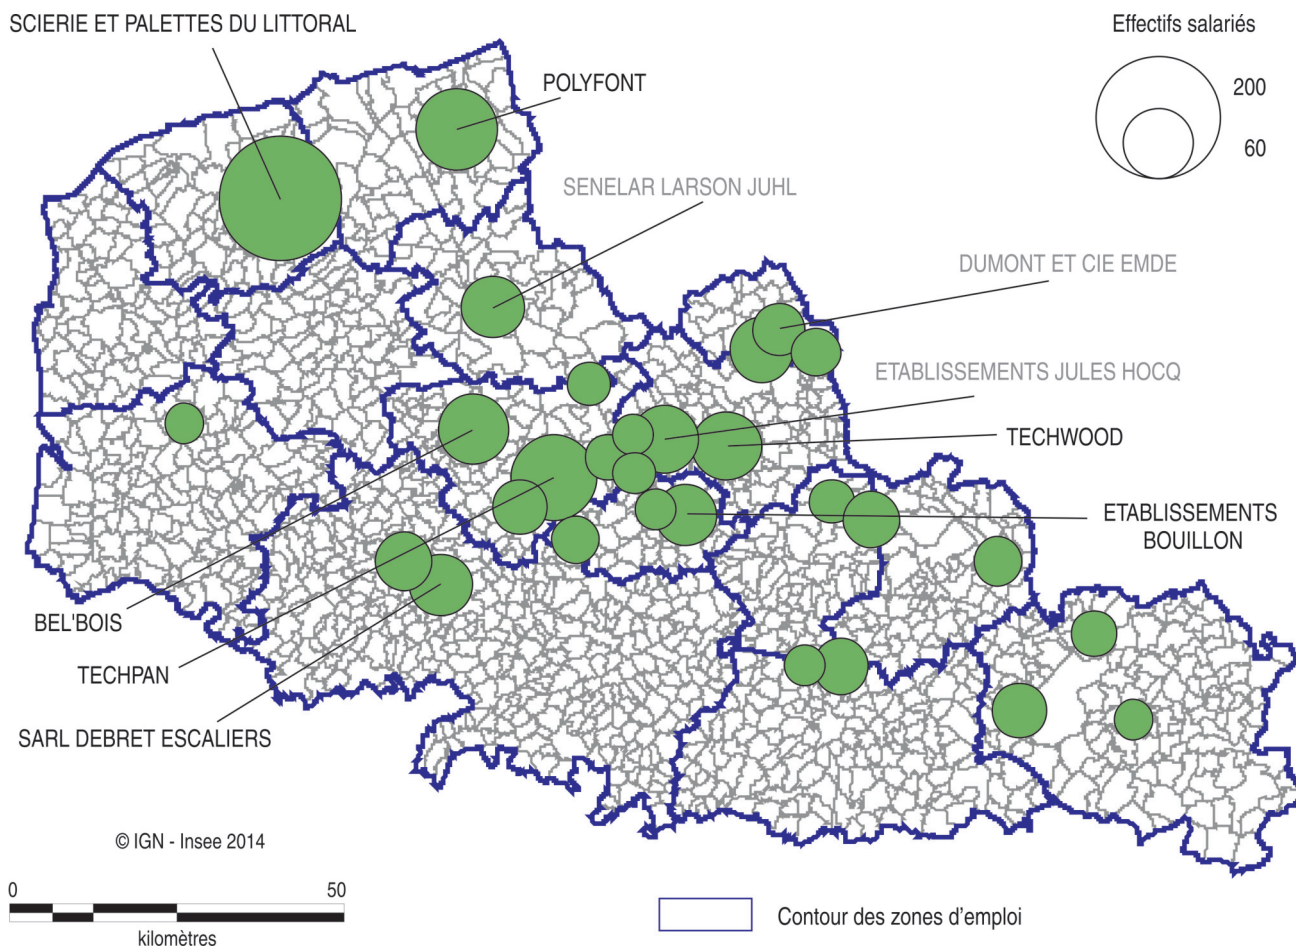 SCIERIE ET PALETTES DU LITTORAL
Effectifs salariés
200
60
POLYFONT
SENELAR LARSON JUHL
DUMONT ET CIE EMDE
ETABLISSEMENTS JULES HOCQ
TECHWOOD
ETABLISSEMENTS
BOUILLON
BEL'BOIS
TECHPAN
SARL DEBRET ESCALIERS
© IGN - Insee 2014
0 50
kilomètres
Contour des zones d'emploi